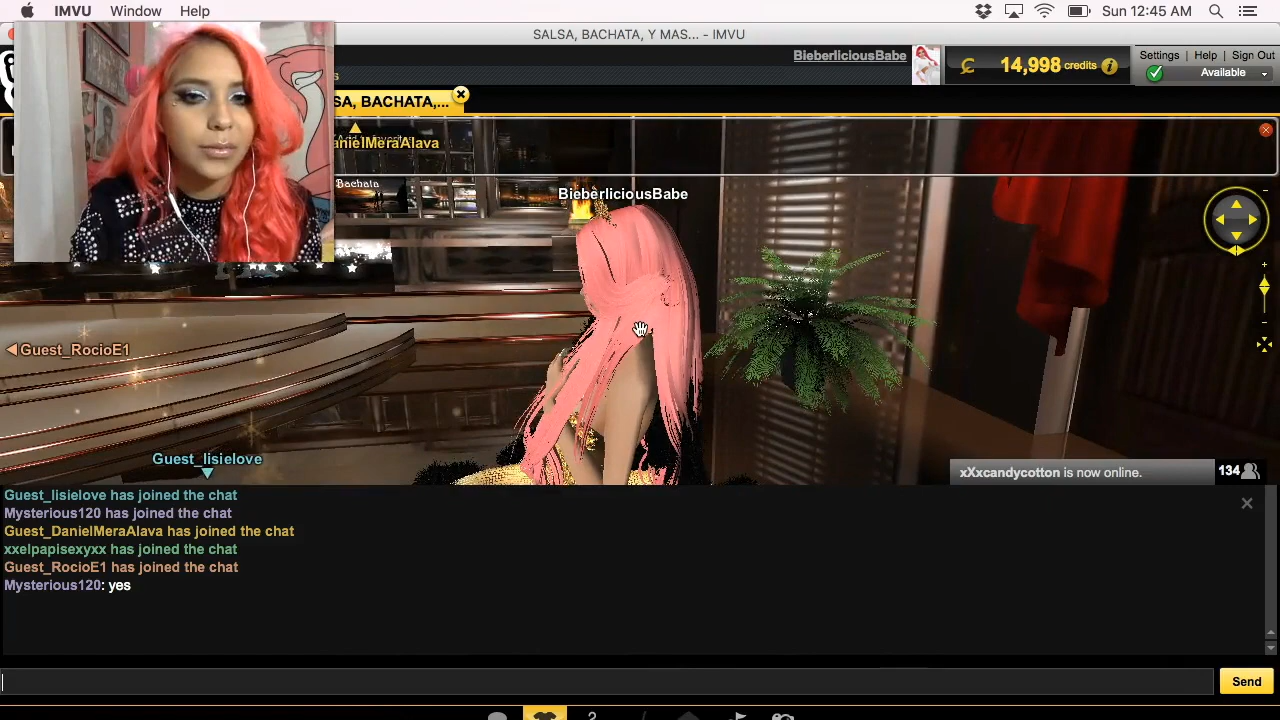 IMVU Window Help Sun 12:45 AM
SALSA, BACHATA, Y MAS... - IMVU
BieberliciousBabe 14,998 credits Settings | Help | Sign Out
Available
SA, BACHATA,...
anielMeraAlava
Bachata
BieberliciousBabe
Guest_RocioE1
Guest_lisielove
xXxcandycotton is now online. 134
Guest_lisielove has joined the chat
Mysterious120 has joined the chat
Guest_DanielMeraAlava has joined the chat
xxelpapisexyxx has joined the chat
Guest_RocioE1 has joined the chat
Mysterious120: yes
Send